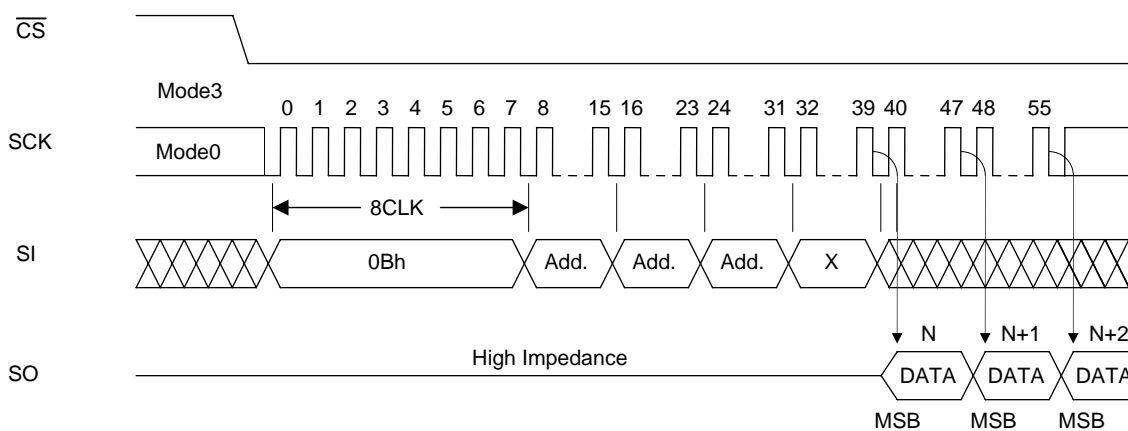 CS
Mode3
0 1 2 3 4 5 6 7 8 15 16 23 24 31 32 39 40 47 48 55
SCK
Mode0
8CLK
SI
0Bh Add. Add. Add. X
N N+1 N+2
High Impedance
SO
DATA DATA DATA
MSB MSB MSB